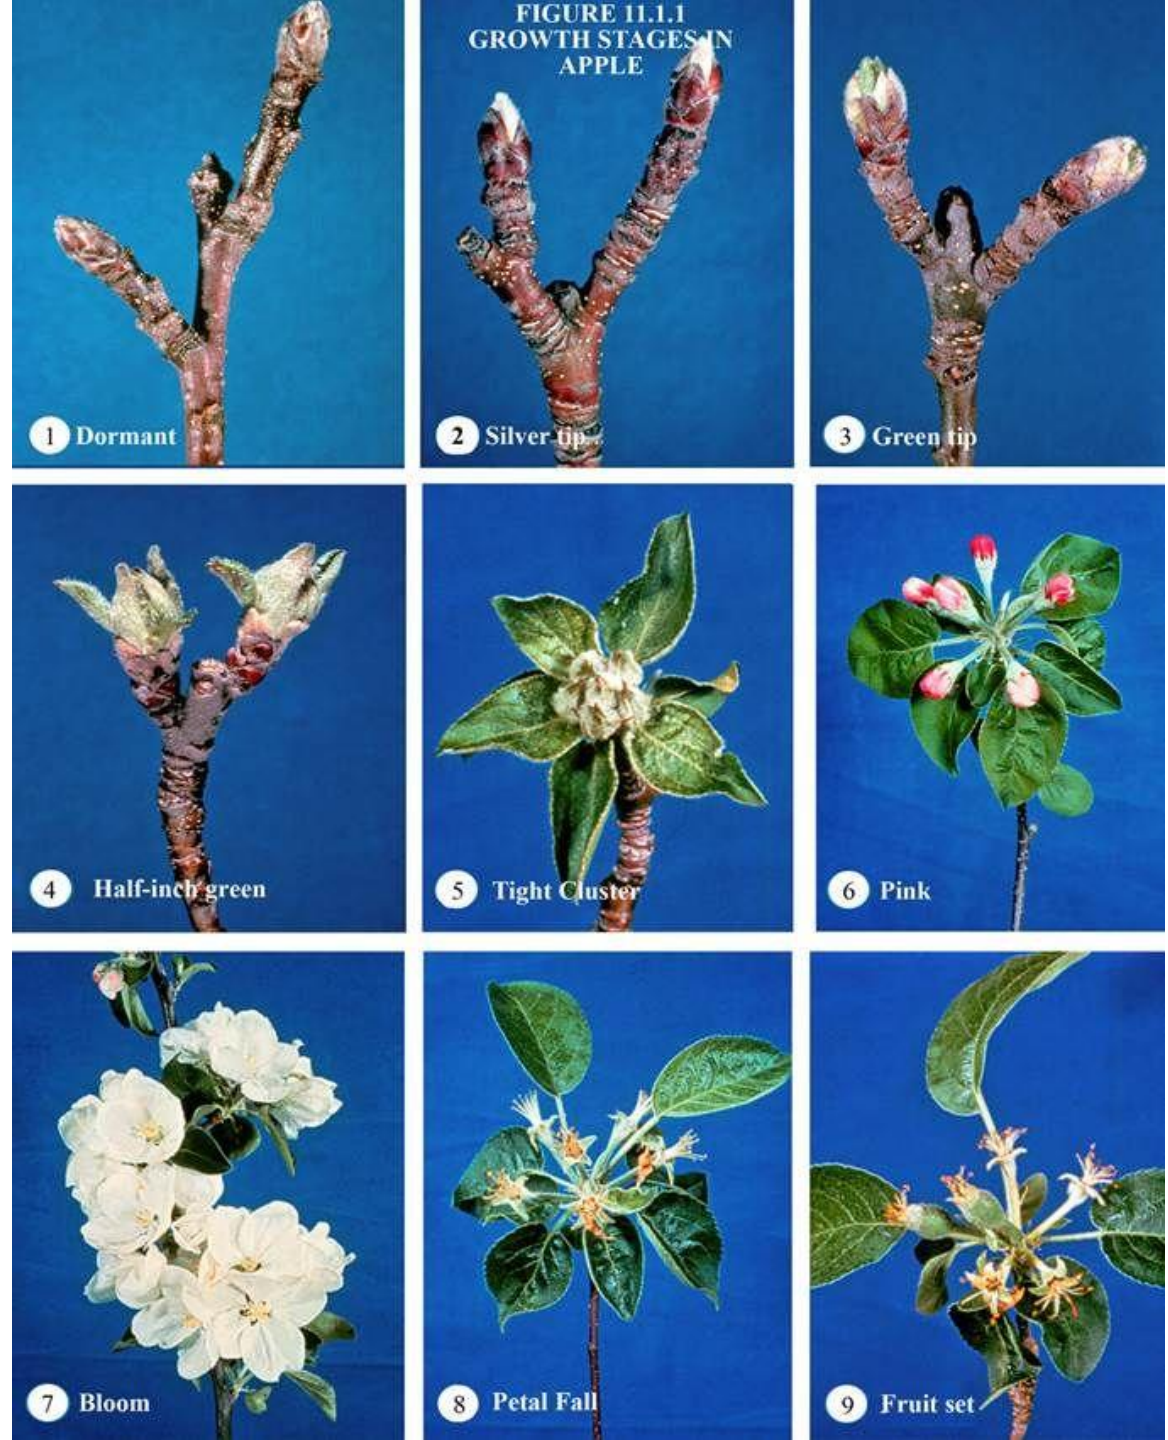 FIGURE 11.1.1
GROWTH STAGES IN
APPLE
1 Dormant
2 Silver tip
3 Green tip
4 Half-inch green
5 Tight Cluster
6 Pink
7 Bloom
8 Petal Fall
9 Fruit set